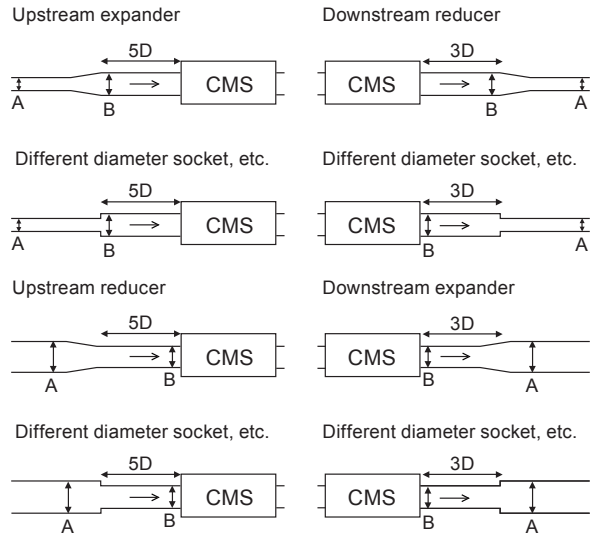 Upstream expander
5D
CMS
A
B
Downstream reducer
3D
CMS
B
A
Different diameter socket, etc.
5D
CMS
A
B
Different diameter socket, etc.
3D
CMS
B
A
Upstream reducer
5D
CMS
A
B
Downstream expander
3D
CMS
B
A
Different diameter socket, etc.
5D
CMS
A
B
Different diameter socket, etc.
3D
CMS
B
A